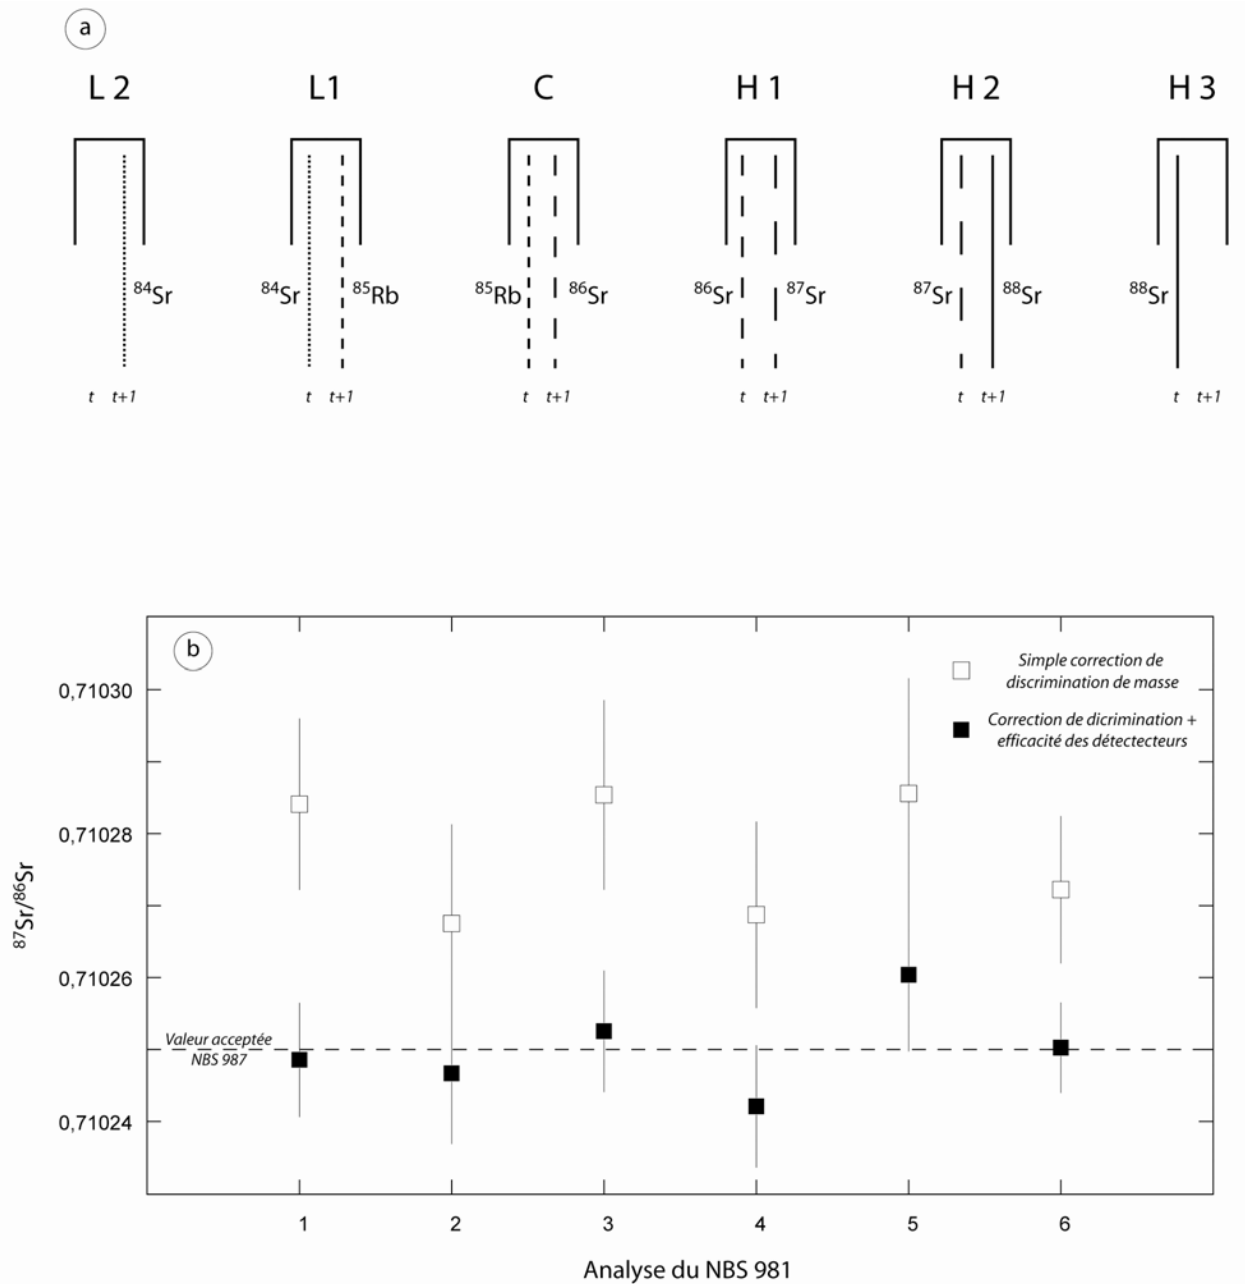 a
L 2 L1 C H 1 H 2 H 3
⁸⁴Sr ⁸⁴Sr ⁸⁵Rb ⁸⁵Rb ⁸⁶Sr ⁸⁶Sr ⁸⁷Sr ⁸⁷Sr ⁸⁸Sr ⁸⁸Sr
t t+1 t t+1 t t+1 t t+1 t t+1 t t+1
b
Simple correction de
discrimination de masse
Correction de dicrimination +
efficacité des détectecteurs
0,71030
0,71028
0,71026
0,71024
⁸⁷Sr/⁸⁶Sr
Valeur acceptée
NBS 987
1 2 3 4 5 6
Analyse du NBS 981